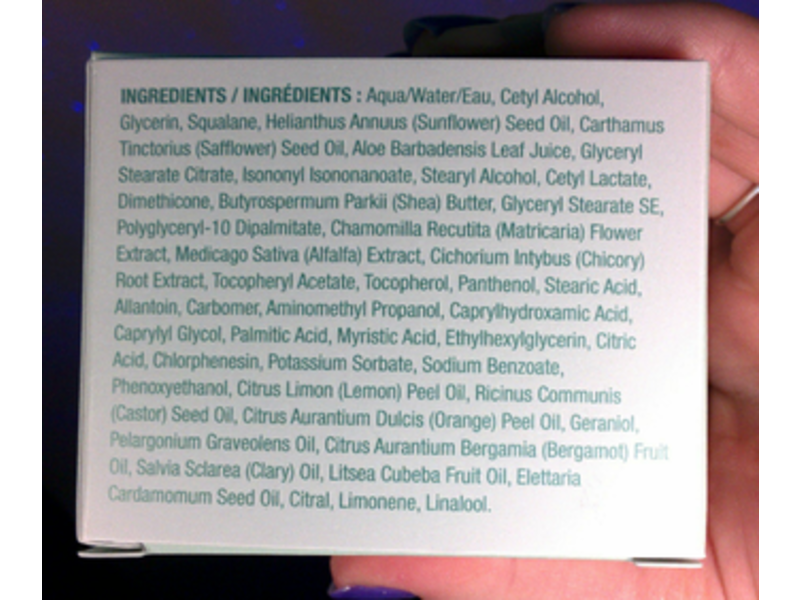 INGREDIENTS / INGRÉDIENTS : Aqua/Water/Eau, Cetyl Alcohol,
Glycerin, Squalane, Helianthus Annuus (Sunflower) Seed Oil, Carthamus
Tinctorius (Safflower) Seed Oil, Aloe Barbadensis Leaf Juice, Glyceryl
Stearate Citrate, Isononyl Isononanoate, Stearyl Alcohol, Cetyl Lactate,
Dimethicone, Butyrospermum Parkii (Shea) Butter, Glyceryl Stearate SE,
Polyglyceryl-10 Dipalmitate, Chamomilla Recutita (Matricaria) Flower
Extract, Medicago Sativa (Alfalfa) Extract, Cichorium Intybus (Chicory)
Root Extract, Tocopheryl Acetate, Tocopherol, Panthenol, Stearic Acid,
Allantoin, Carbomer, Aminomethyl Propanol, Caprylhydroxamic Acid,
Caprylyl Glycol, Palmitic Acid, Myristic Acid, Ethylhexylglycerin, Citric
Acid, Chlorphenesin, Potassium Sorbate, Sodium Benzoate,
Phenoxyethanol, Citrus Limon (Lemon) Peel Oil, Ricinus Communis
(Castor) Seed Oil, Citrus Aurantium Dulcis (Orange) Peel Oil, Geraniol,
Pelargonium Graveolens Oil, Citrus Aurantium Bergamia (Bergamot) Fruit
Oil, Salvia Sclarea (Clary) Oil, Litsea Cubeba Fruit Oil, Elettaria
Cardamomum Seed Oil, Citral, Limonene, Linalool.